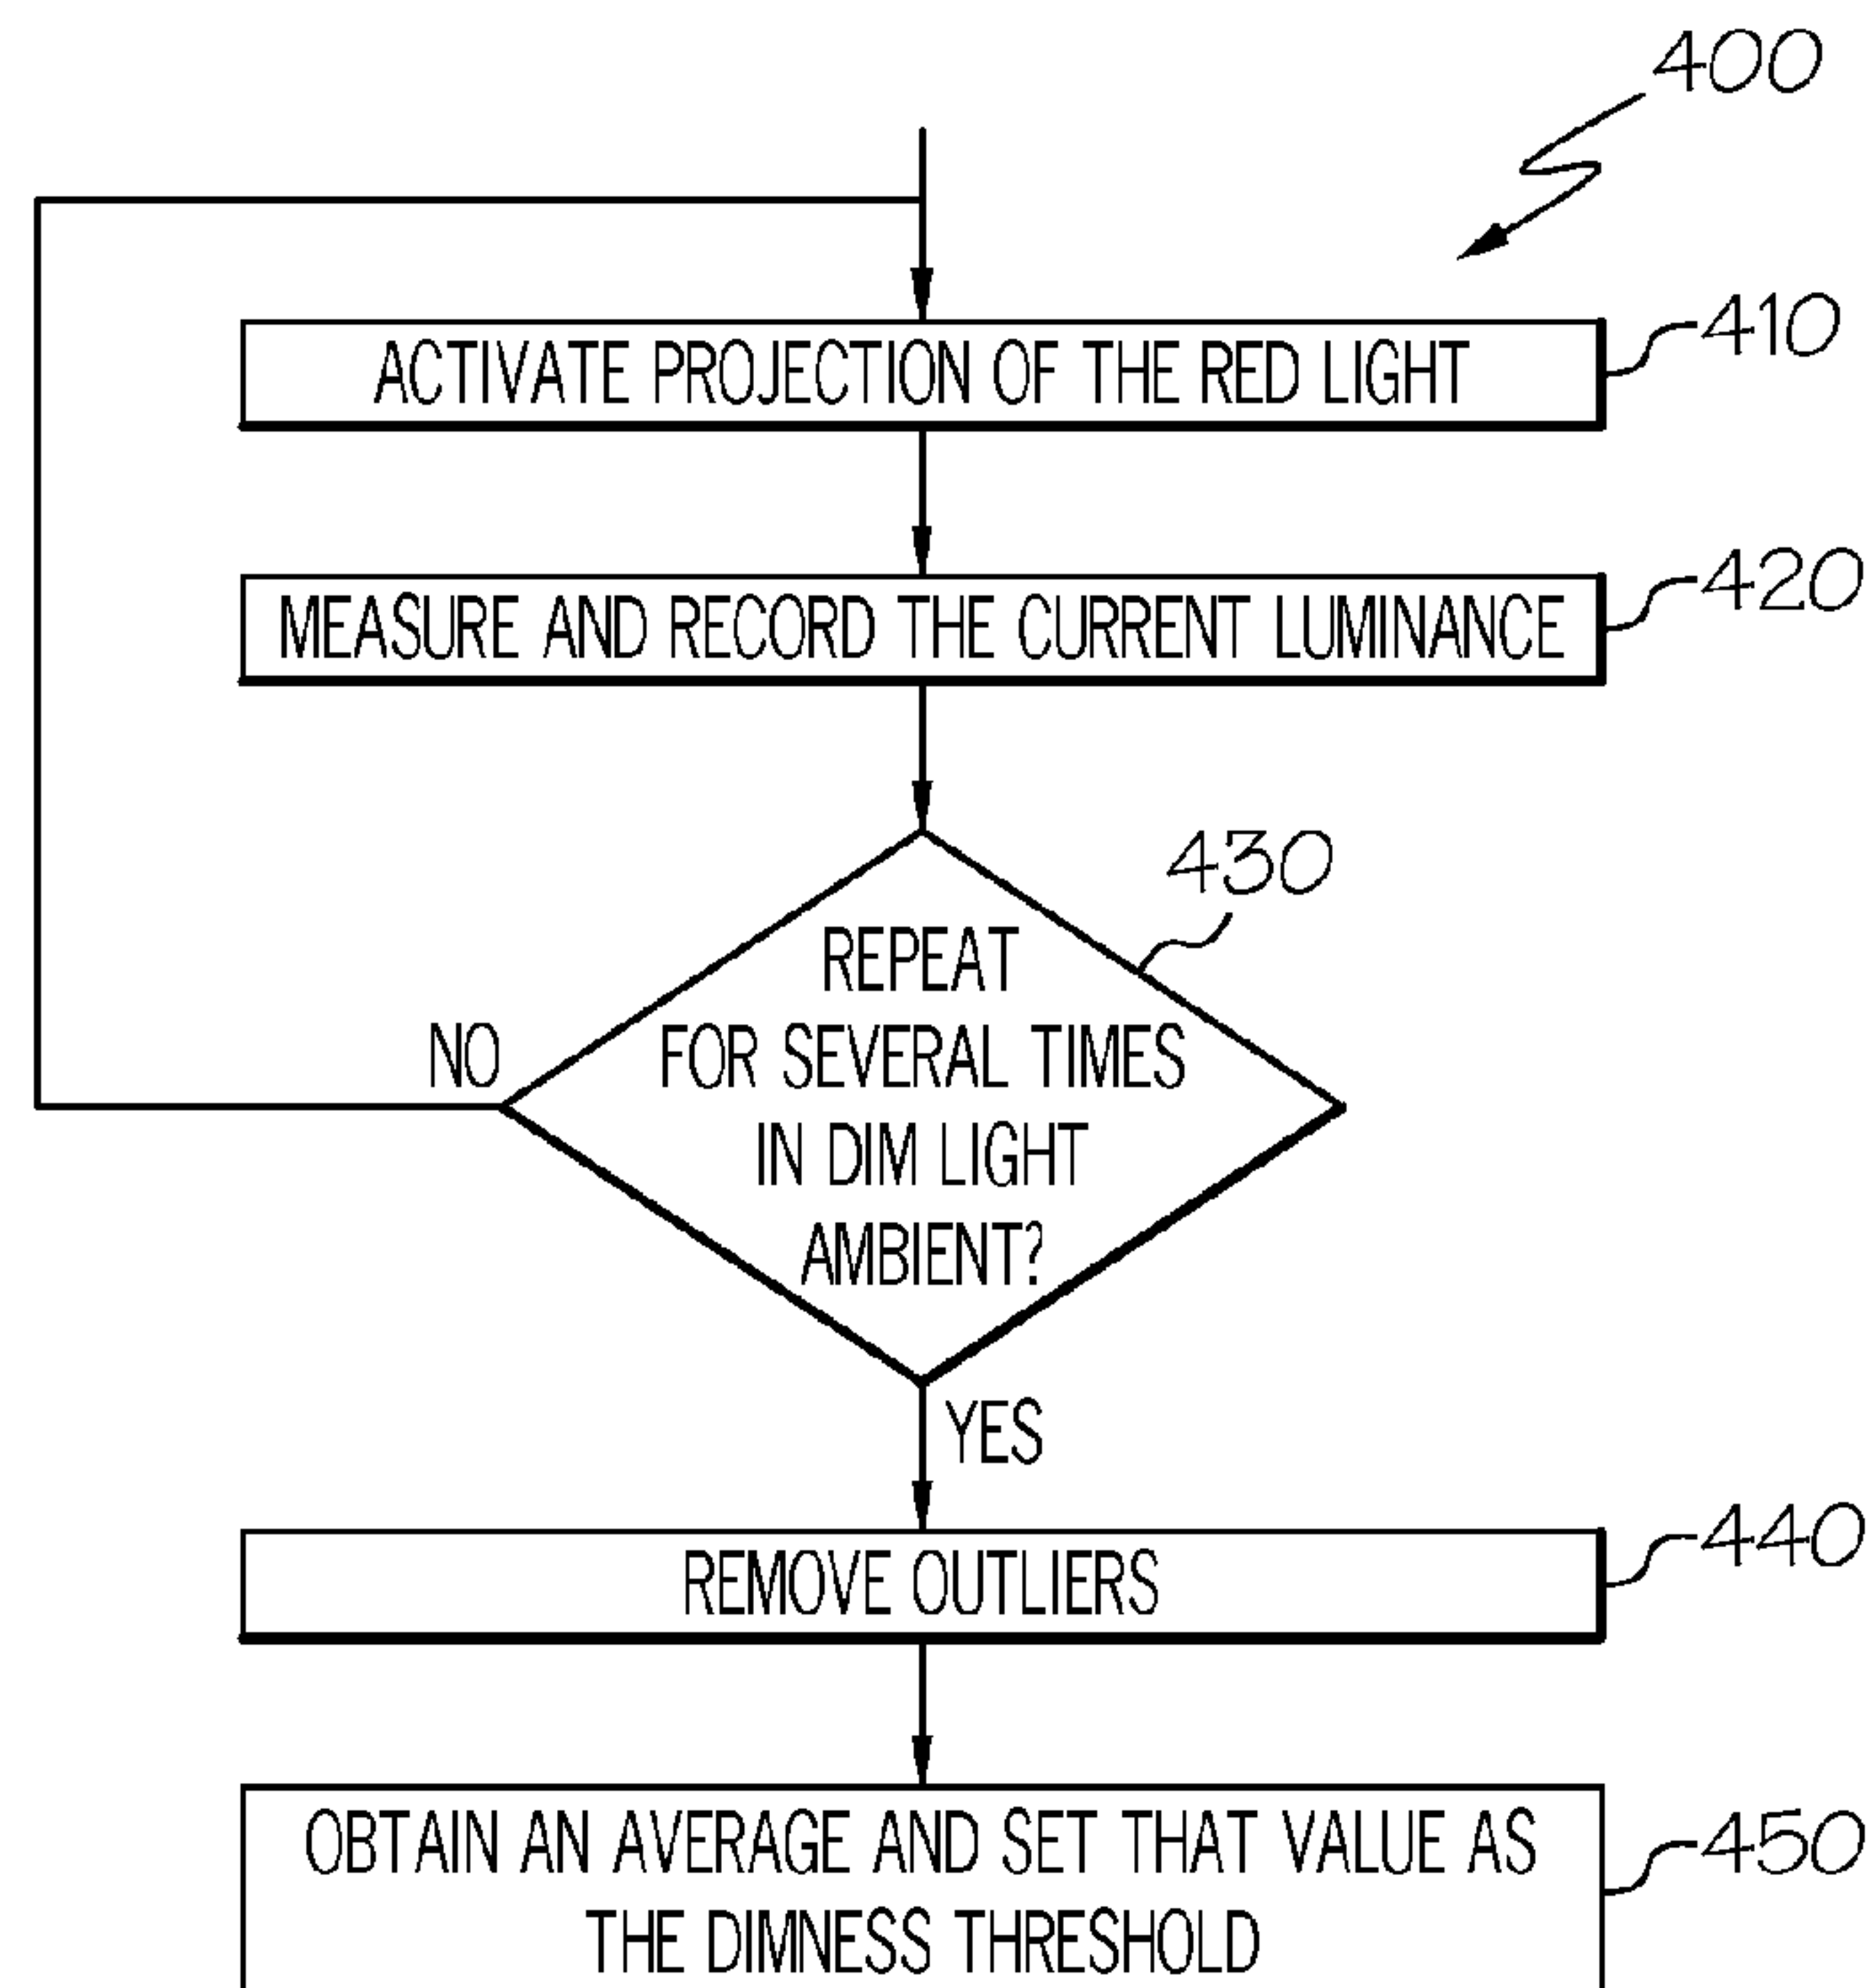 400
ACTIVATE PROJECTION OF THE RED LIGHT
410
MEASURE AND RECORD THE CURRENT LUMINANCE
420
430
REPEAT
FOR SEVERAL TIMES
IN DIM LIGHT
AMBIENT?
NO
YES
REMOVE OUTLIERS
440
OBTAIN AN AVERAGE AND SET THAT VALUE AS
THE DIMNESS THRESHOLD
450